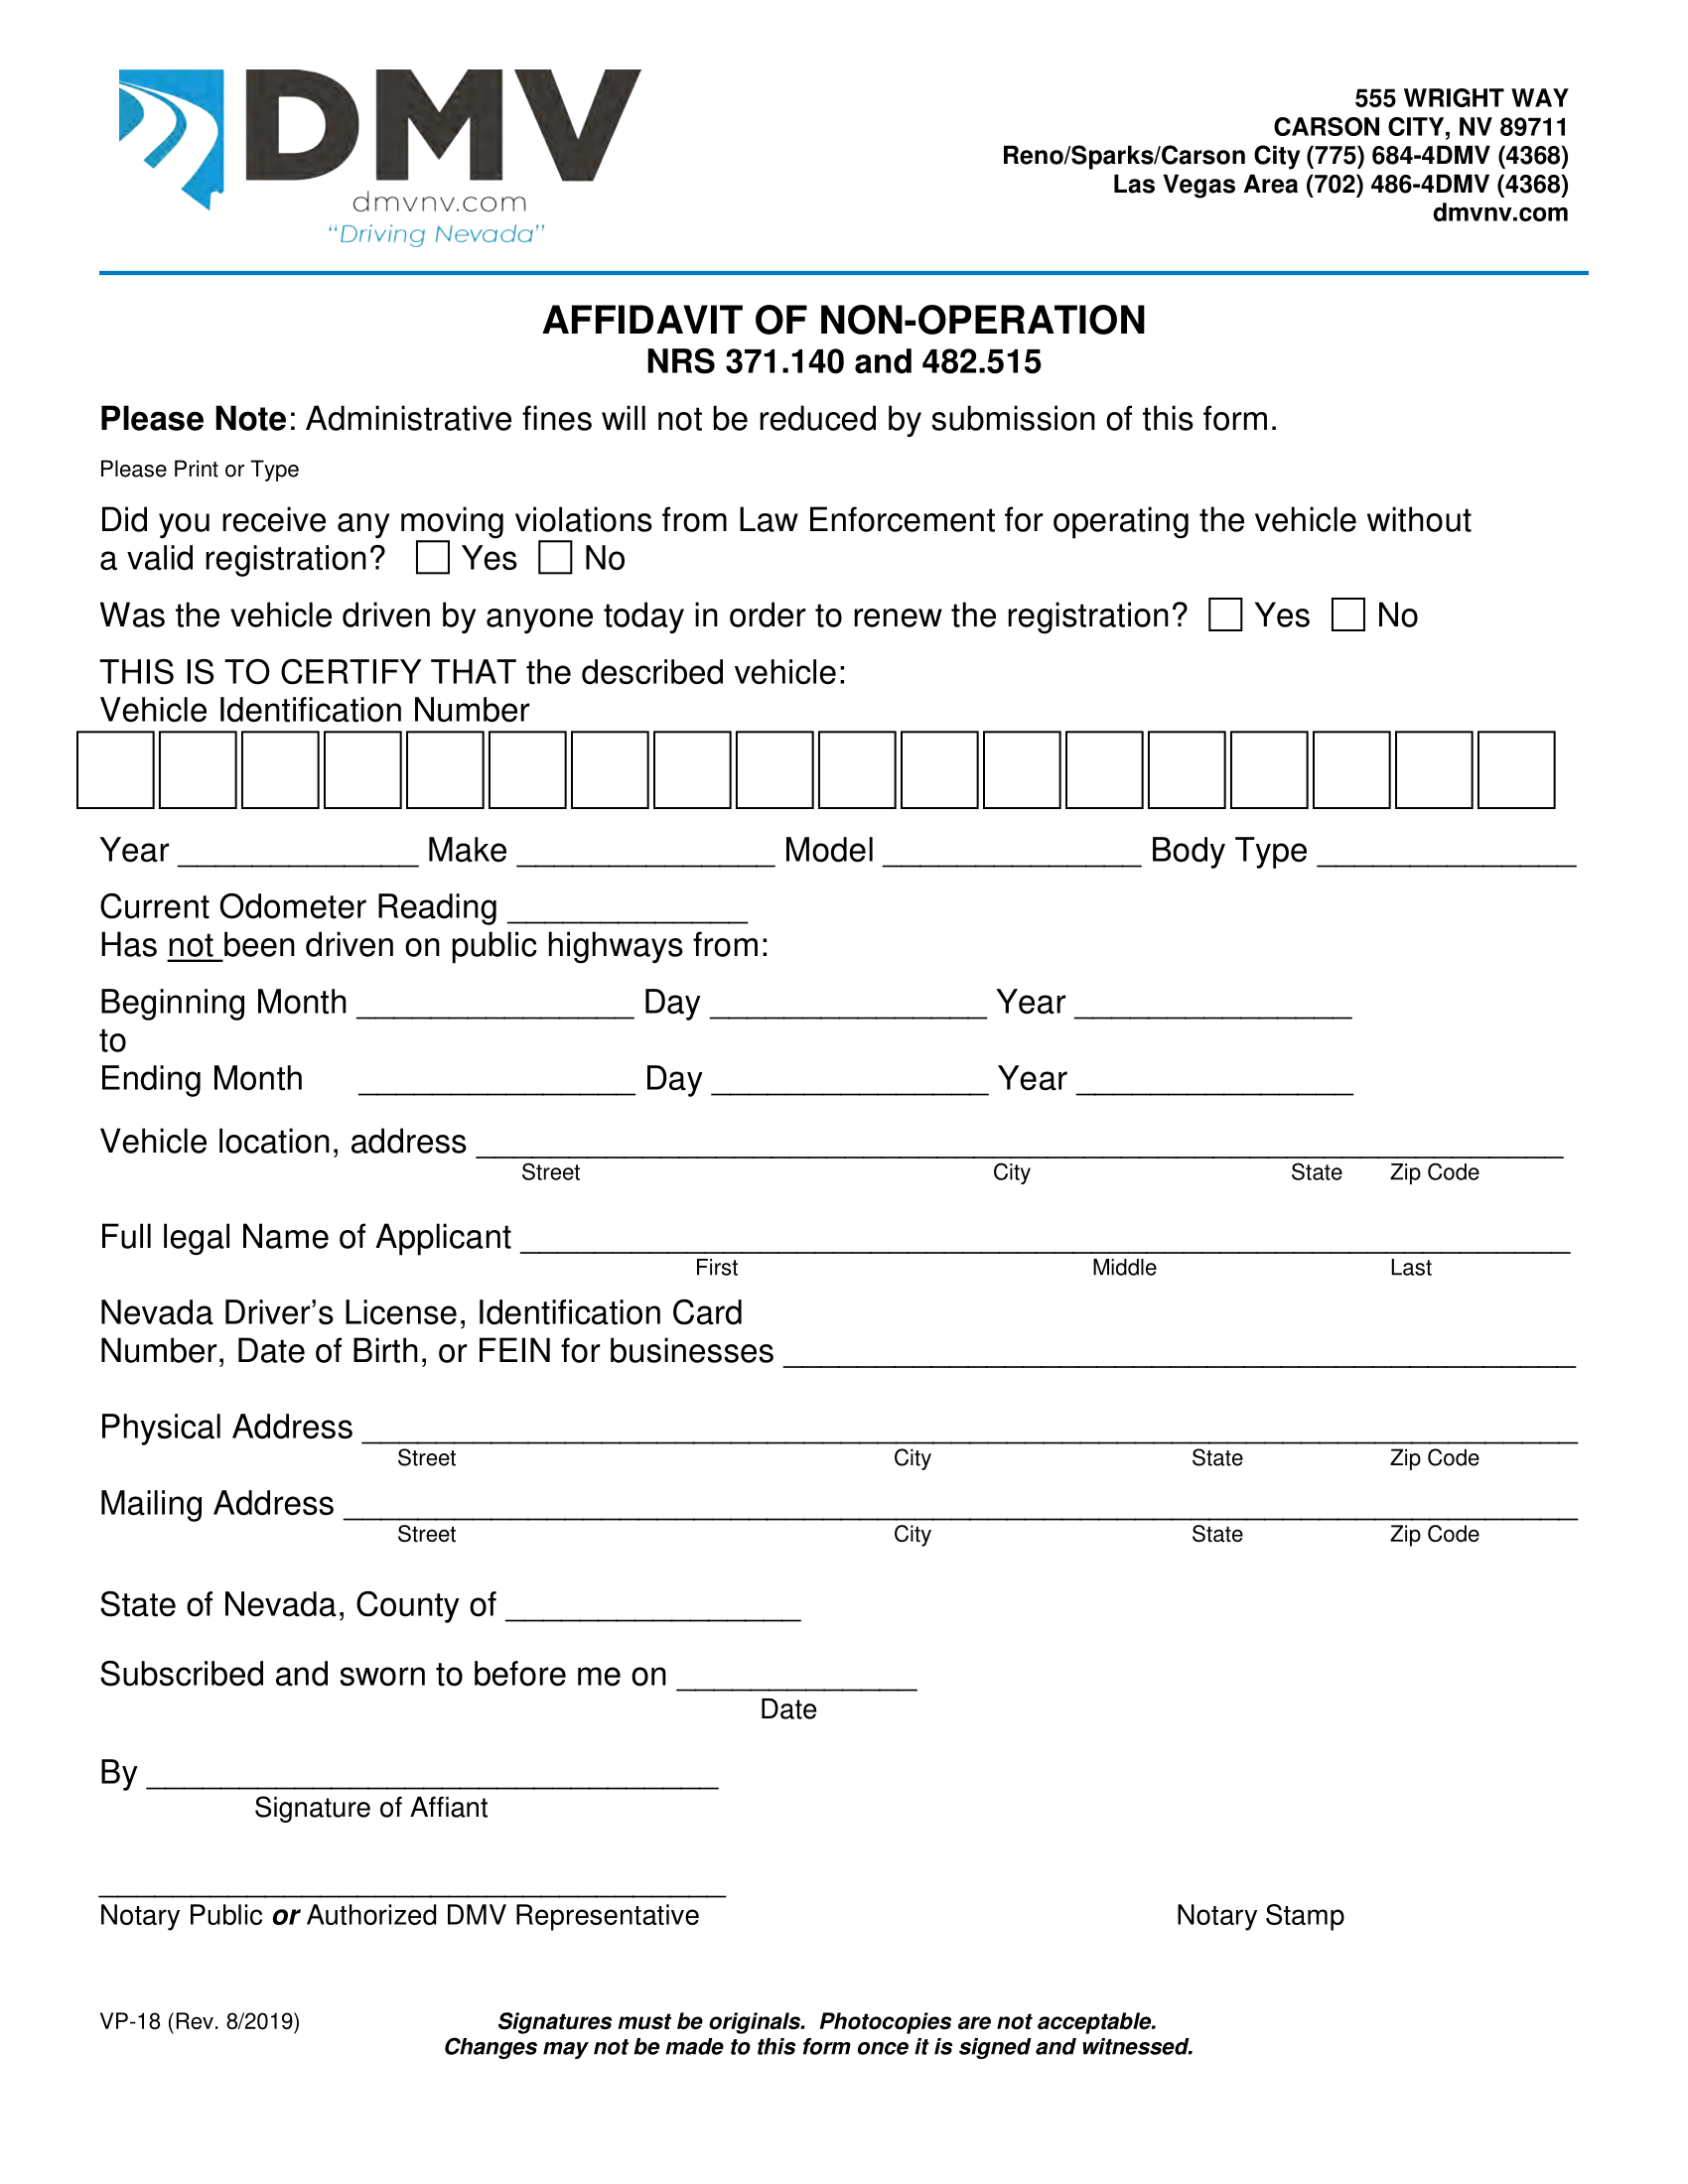 DMV
dmvnv.com
“Driving Nevada”
555 WRIGHT WAY
CARSON CITY, NV 89711
Reno/Sparks/Carson City (775) 684-4DMV (4368)
Las Vegas Area (702) 486-4DMV (4368)
dmvnv.com
AFFIDAVIT OF NON-OPERATION
NRS 371.140 and 482.515
Please Note: Administrative fines will not be reduced by submission of this form.
Please Print or Type
Did you receive any moving violations from Law Enforcement for operating the vehicle without
a valid registration? Yes No
Was the vehicle driven by anyone today in order to renew the registration? Yes No
THIS IS TO CERTIFY THAT the described vehicle:
Vehicle Identification Number
Year _____________ Make ______________ Model ______________ Body Type ______________
Current Odometer Reading _____________
Has not been driven on public highways from:
Beginning Month _______________ Day _______________ Year _______________
to
Ending Month _______________ Day _______________ Year _______________
Vehicle location, address ___________________________________________________________
Street City State Zip Code
Full legal Name of Applicant _________________________________________________________
First Middle Last
Nevada Driver’s License, Identification Card
Number, Date of Birth, or FEIN for businesses ___________________________________________
Physical Address __________________________________________________________________
Street City State Zip Code
Mailing Address ___________________________________________________________________
Street City State Zip Code
State of Nevada, County of ________________
Subscribed and sworn to before me on _____________
Date
By _______________________________
Signature of Affiant
__________________________________
Notary Public or Authorized DMV Representative Notary Stamp
VP-18 (Rev. 8/2019) Signatures must be originals. Photocopies are not acceptable.
Changes may not be made to this form once it is signed and witnessed.